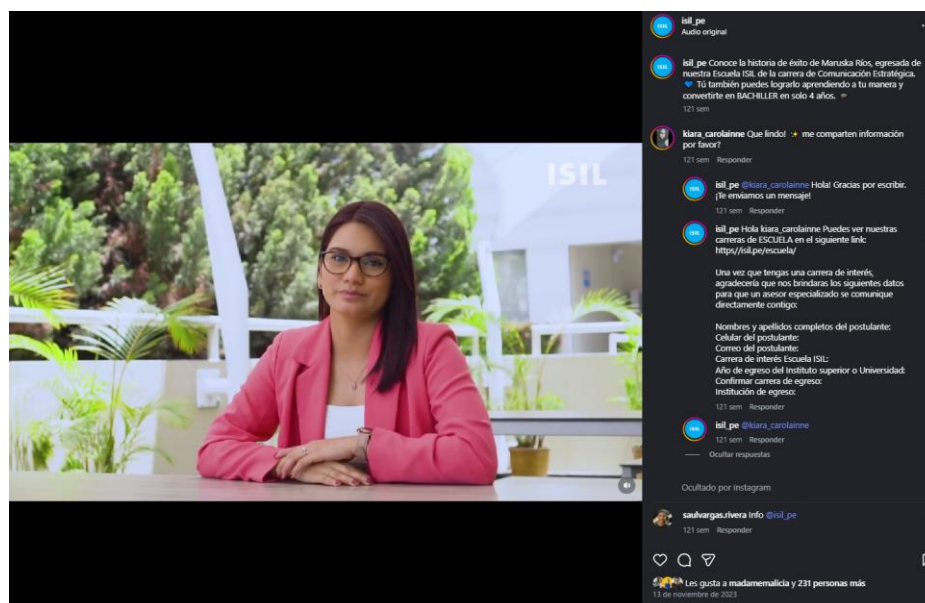 ISIL
isil_pe
Audio original
isil_pe Conoce la historia de éxito de Maruska Ríos, egresada de
nuestra Escuela ISIL de la carrera de Comunicación Estratégica.
💙 Tú también puedes lograrlo aprendiendo a tu manera y
convertirte en BACHILLER en solo 4 años.
121 sem
kiara_carolainne Que lindo! ✨ me comparten información
por favor?
121 sem Responder
isil_pe @kiara_carolainne Hola! Gracias por escribir.
¡Te enviamos un mensaje!
121 sem Responder
isil_pe Hola kiara_carolainne Puedes ver nuestras
carreras de ESCUELA en el siguiente link:
https//isil.pe/escuela/
Una vez que tengas una carrera de interés,
agradecería que nos brindaras los siguientes datos
para que un asesor especializado se comunique
directamente contigo:
Nombres y apellidos completos del postulante:
Celular del postulante:
Correo del postulante:
Carrera de interés Escuela ISIL:
Año de egreso del Instituto superior o Universidad:
Confirmar carrera de egreso:
Institución de egreso:
121 sem Responder
isil_pe @kiara_carolainne
121 sem Responder
Ocultar respuestas
Ocultado por Instagram
saulvargas.rivera Info @isil_pe
121 sem Responder
Les gusta a madamemalicia y 231 personas más
13 de noviembre de 2023